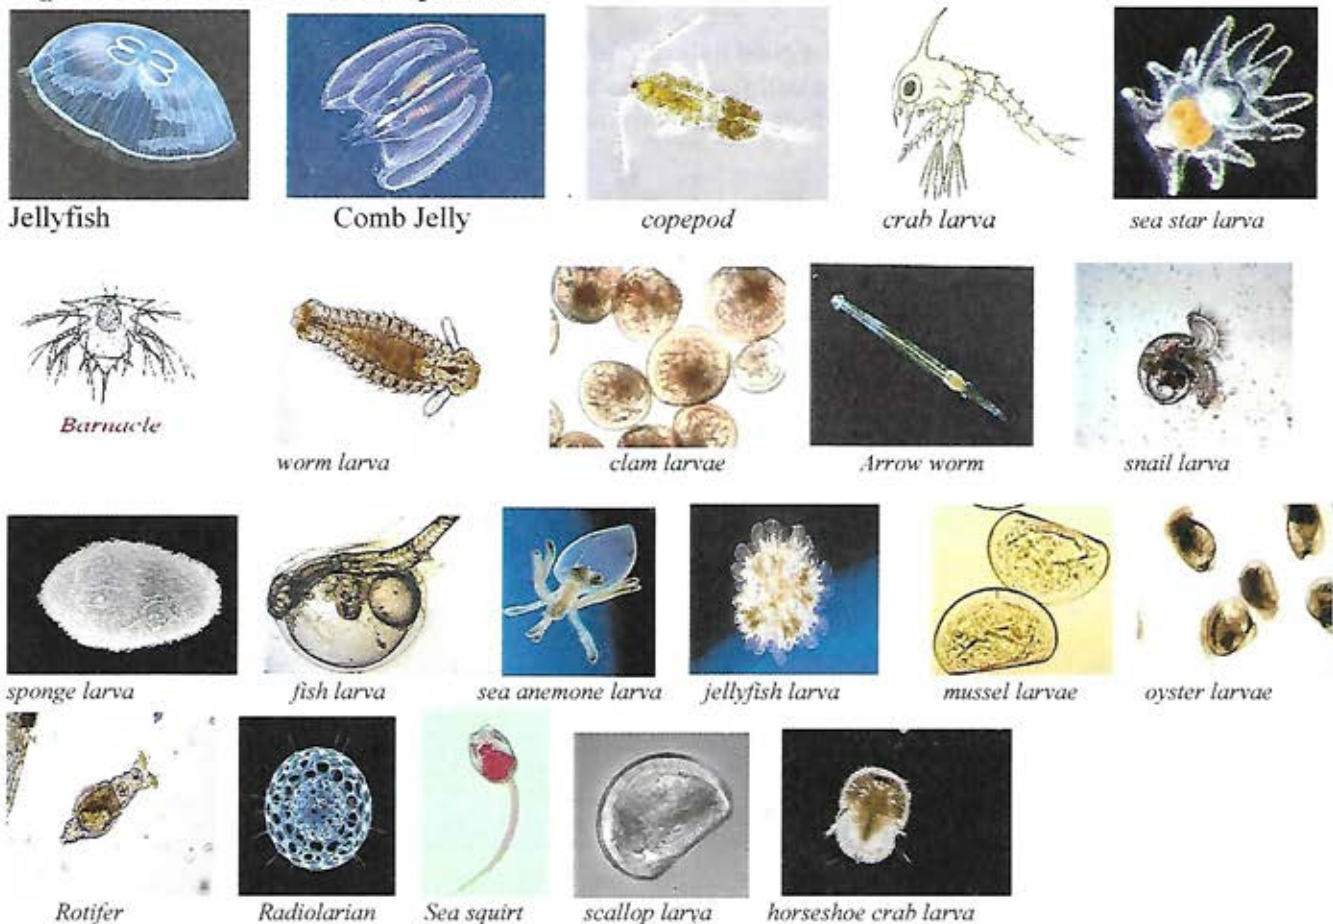 Jellyfish Comb Jelly copepod crab larva sea star larva
Barnacle
worm larva clam larvae Arrow worm snail larva
sponge larva fish larva sea anemone larva jellyfish larva mussel larvae oyster larvae
Rotifer Radiolarian Sea squirt scallop larva horseshoe crab larva